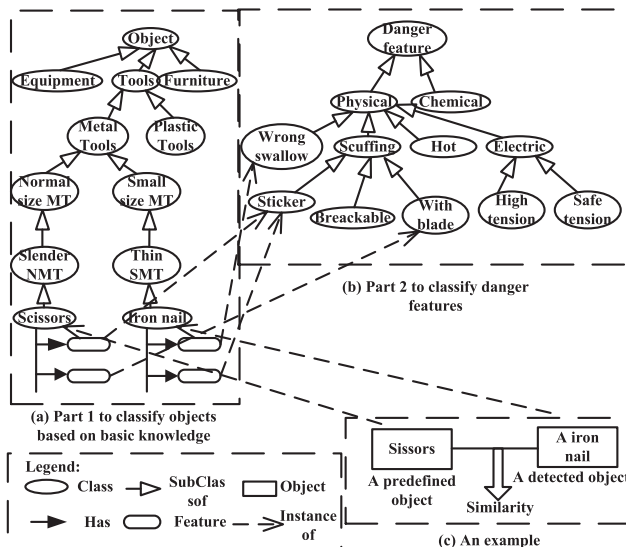 Object
Equipment
Tools
Furniture
Metal
Tools
Plastic
Tools
Normal
size MT
Small
size MT
Slender
NMT
Thin
SMT
Scissors
Iron nail
(a) Part 1 to classify objects
based on basic knowledge
Danger
feature
Physical
Chemical
Wrong
swallow
Scuffing
Hot
Electric
Sticker
Breackable
With
blade
High
tension
Safe
tension
(b) Part 2 to classify danger
features
Legend:
Class
SubClas
sof
Object
Has
Feature
Instance
of
Sissors
A iron
nail
A predefined
object
A detected object
Similarity
(c) An example